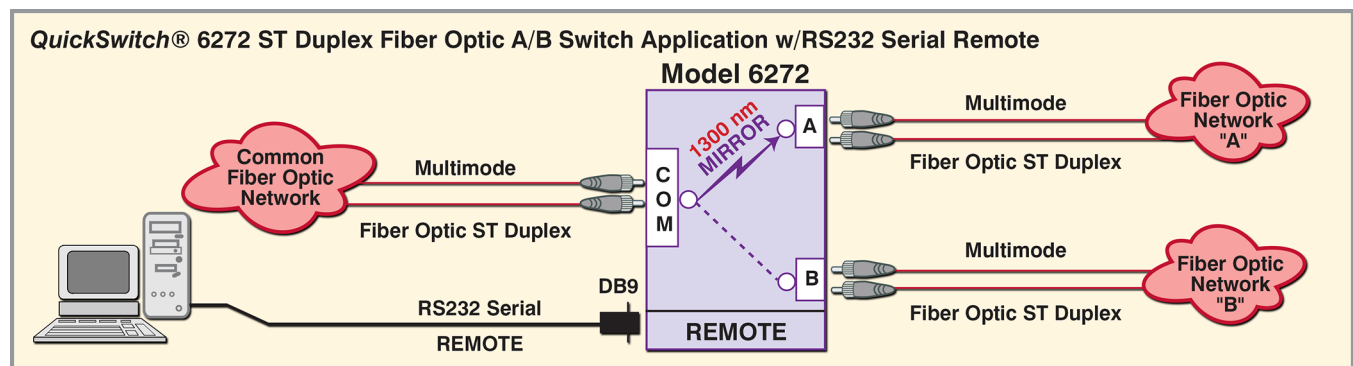 QuickSwitch® 6272 ST Duplex Fiber Optic A/B Switch Application w/RS232 Serial Remote
Model 6272
Common
Fiber Optic
Network
Multimode
Fiber Optic ST Duplex
C
O
M
1300 nm
MIRROR
A
B
Multimode
Fiber Optic ST Duplex
Fiber Optic
Network
"A"
Multimode
Fiber Optic ST Duplex
Fiber Optic
Network
"B"
DB9
RS232 Serial
REMOTE
REMOTE